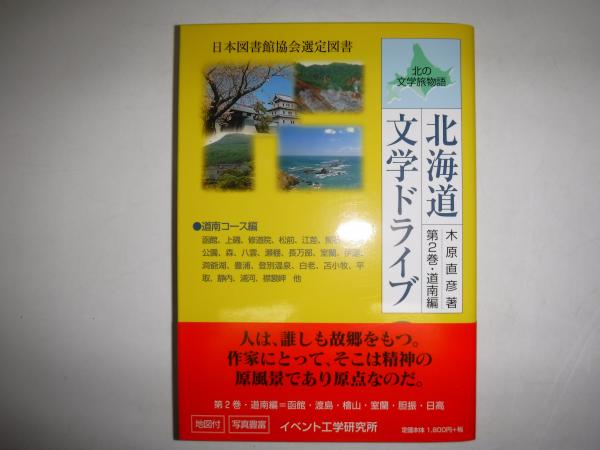 日本図書館協会選定図書
北の
文学旅物語
北海道
文学ドライブ
木原直彦著
第2巻・道南編
●道南コース編
函館、上磯、修道院、松前、江差、
公園、森、八雲、瀬棚、長万部、室蘭、伊達、
洞爺湖、豊浦、登別温泉、白老、苫小牧、平
取、静内、浦河、襟裳岬 他
人は、誰しも故郷をもつ。
作家にとって、そこは精神の
原風景であり原点なのだ。
第2巻・道南編=函館・渡島・檜山・室蘭・胆振・日高
地図付
写真豊富
イベント工学研究所
定価本体1,800円+税